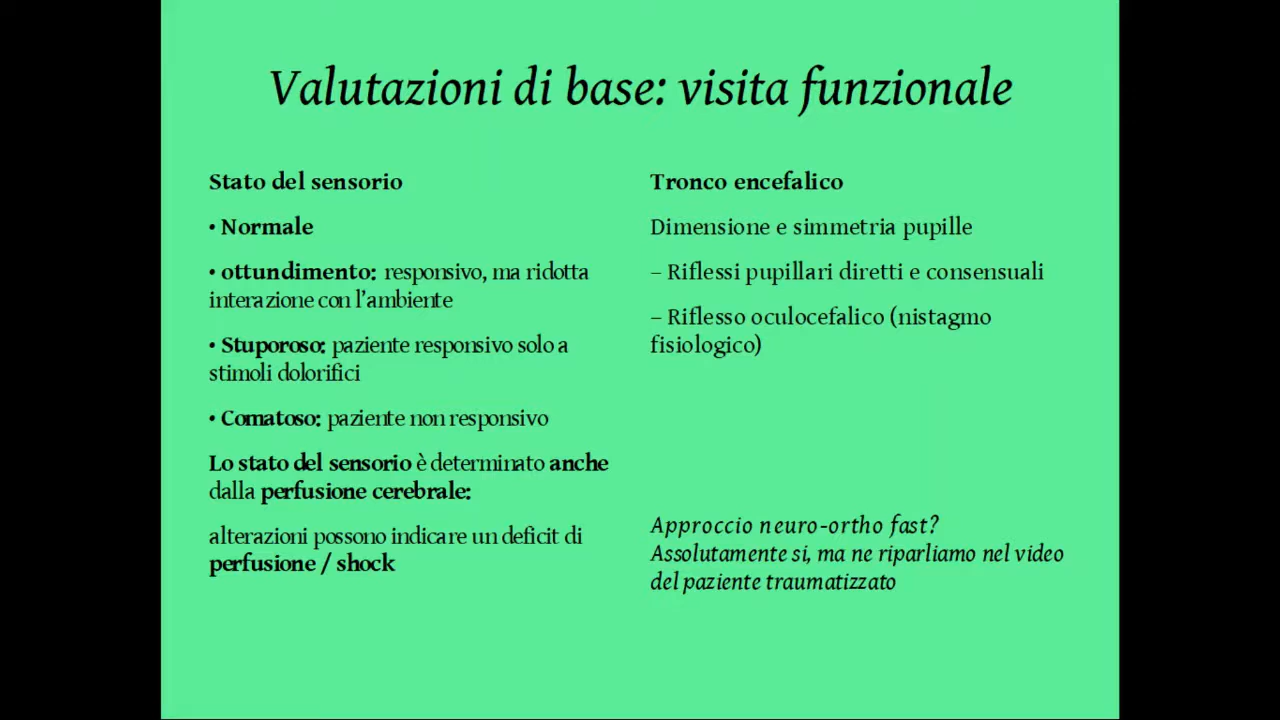 Valutazioni di base: visita funzionale
Stato del sensorio
• Normale
• ottundimento: responsivo, ma ridotta
interazione con l’ambiente
• Stuporoso: paziente responsivo solo a
stimoli dolorifici
• Comatoso: paziente non responsivo
Lo stato del sensorio è determinato anche
dalla perfusione cerebrale:
alterazioni possono indicare un deficit di
perfusione / shock
Tronco encefalico
Dimensione e simmetria pupille
– Riflessi pupillari diretti e consensuali
– Riflesso oculocefalico (nistagmo
fisiologico)
Approccio neuro-ortho fast?
Assolutamente si, ma ne riparliamo nel video
del paziente traumatizzato